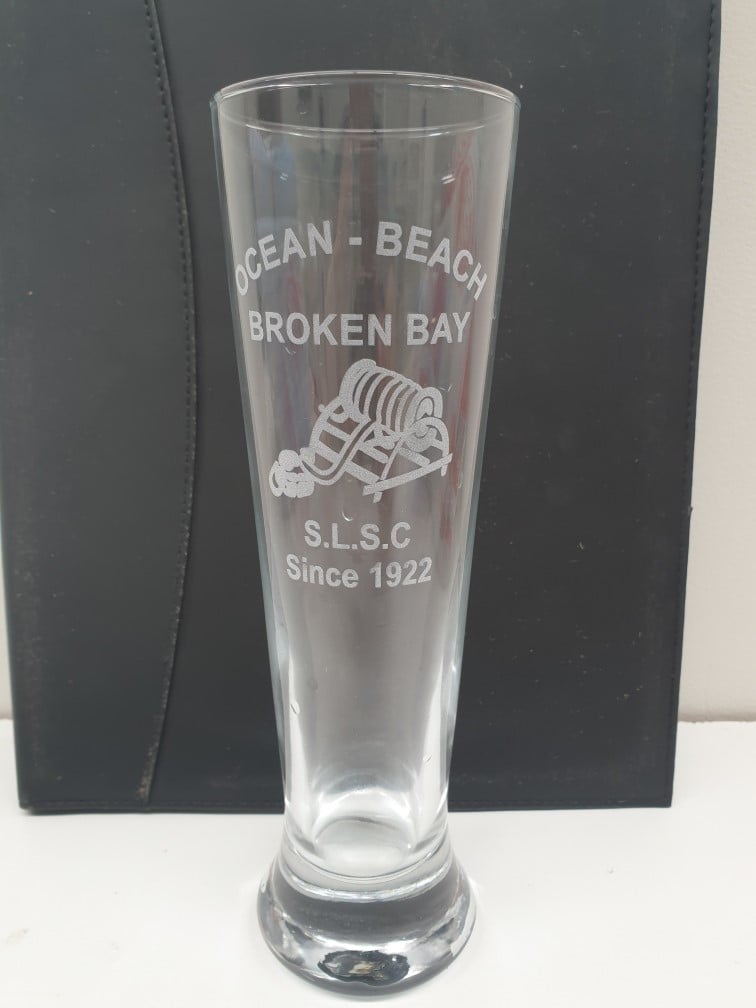 OCEAN - BEACH
BROKEN BAY
S.L.S.C
Since 1922